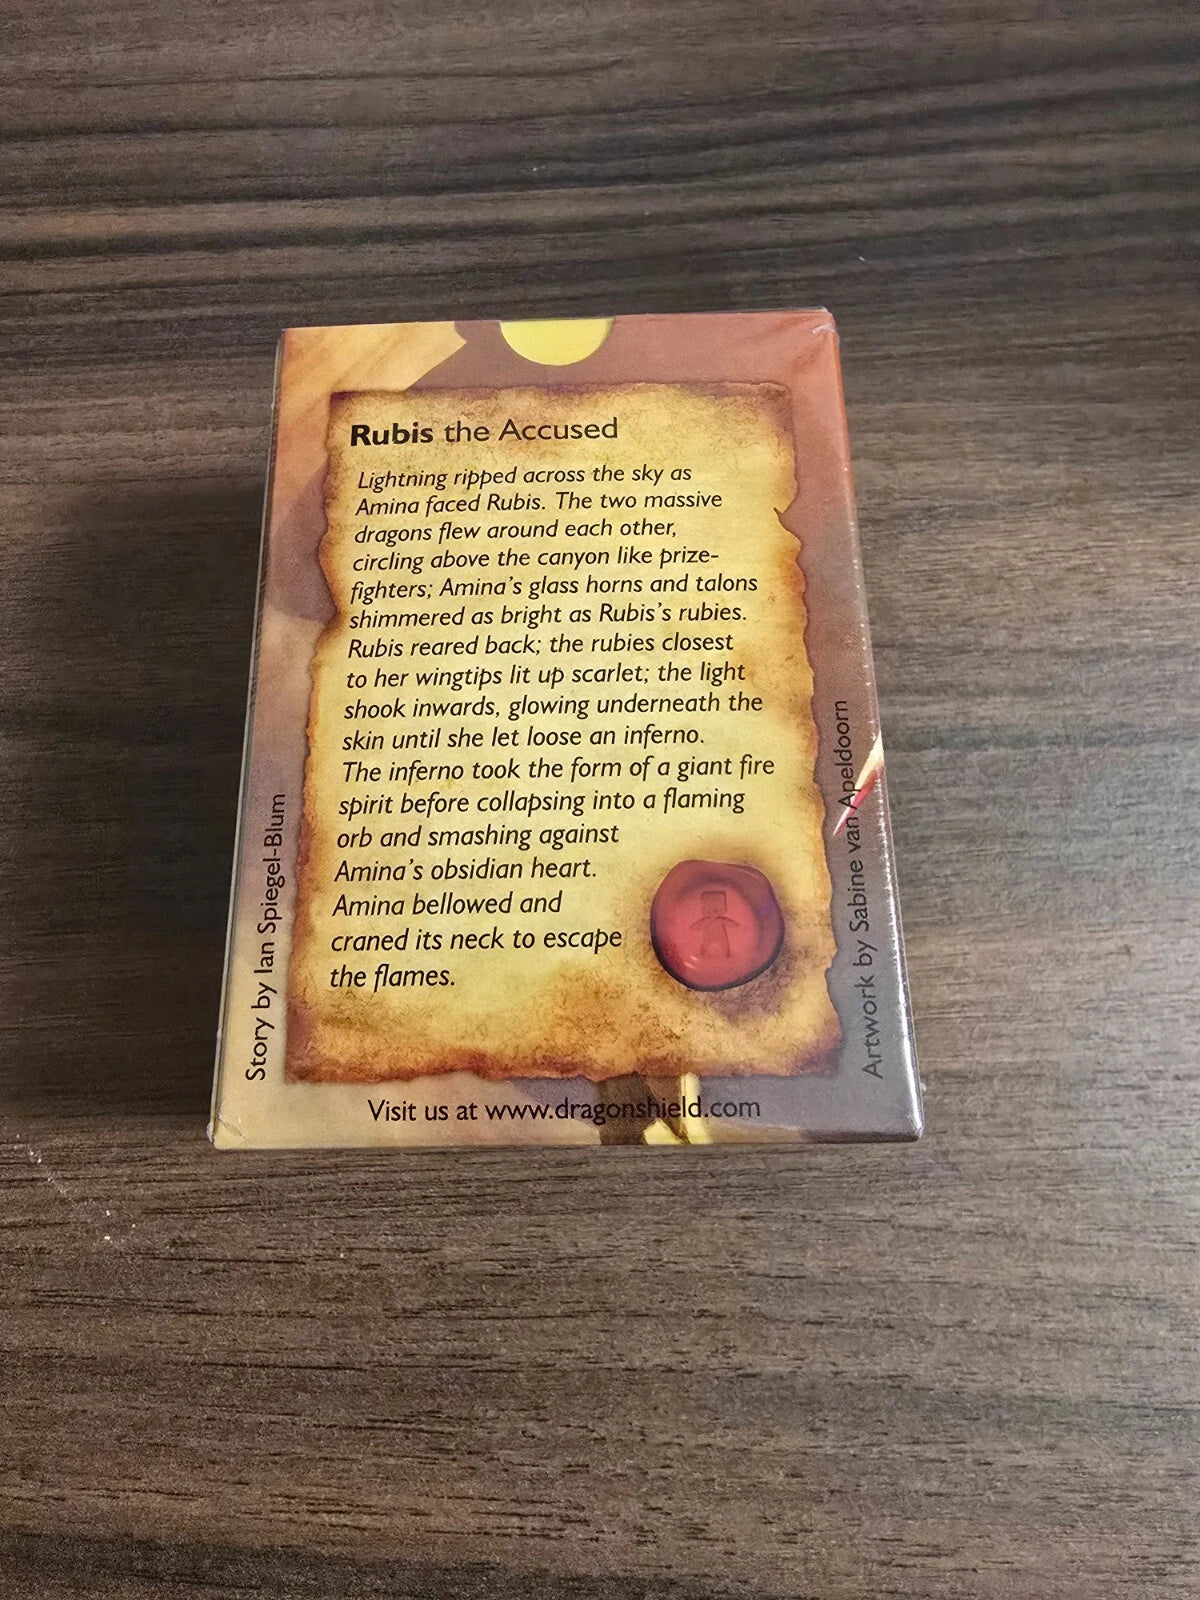 Rubis the Accused
Lightning ripped across the sky as
Amina faced Rubis. The two massive
dragons flew around each other,
circling above the canyon like prize-
fighters; Amina's glass horns and talons
shimmered as bright as Rubis's rubies.
Rubis reared back; the rubies closest
to her wingtips lit up scarlet; the light
shook inwards, glowing underneath the
skin until she let loose an inferno.
The inferno took the form of a giant fire
spirit before collapsing into a flaming
orb and smashing against
Amina's obsidian heart.
Amina bellowed and
craned its neck to escape
the flames.
Story by Ian Spiegel-Blum
Artwork by Sabine van Apeldoorn
Visit us at www.dragonshield.com